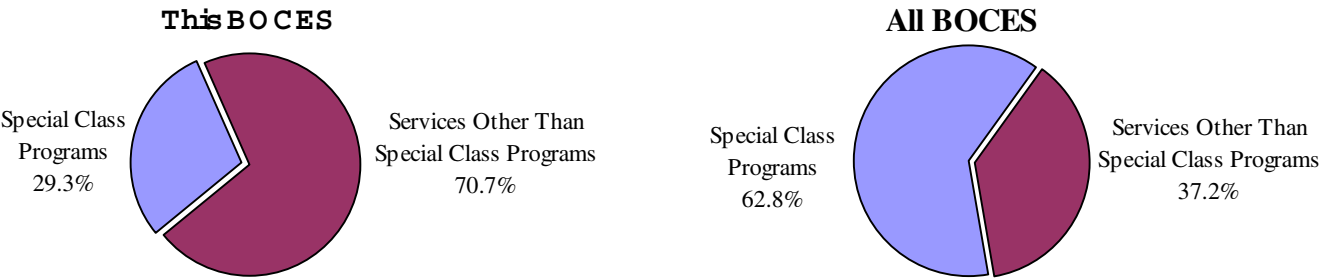 This BOCES
Special Class
Programs
29.3%
Services Other Than
Special Class Programs
70.7%
All BOCES
Special Class
Programs
62.8%
Services Other Than
Special Class Programs
37.2%